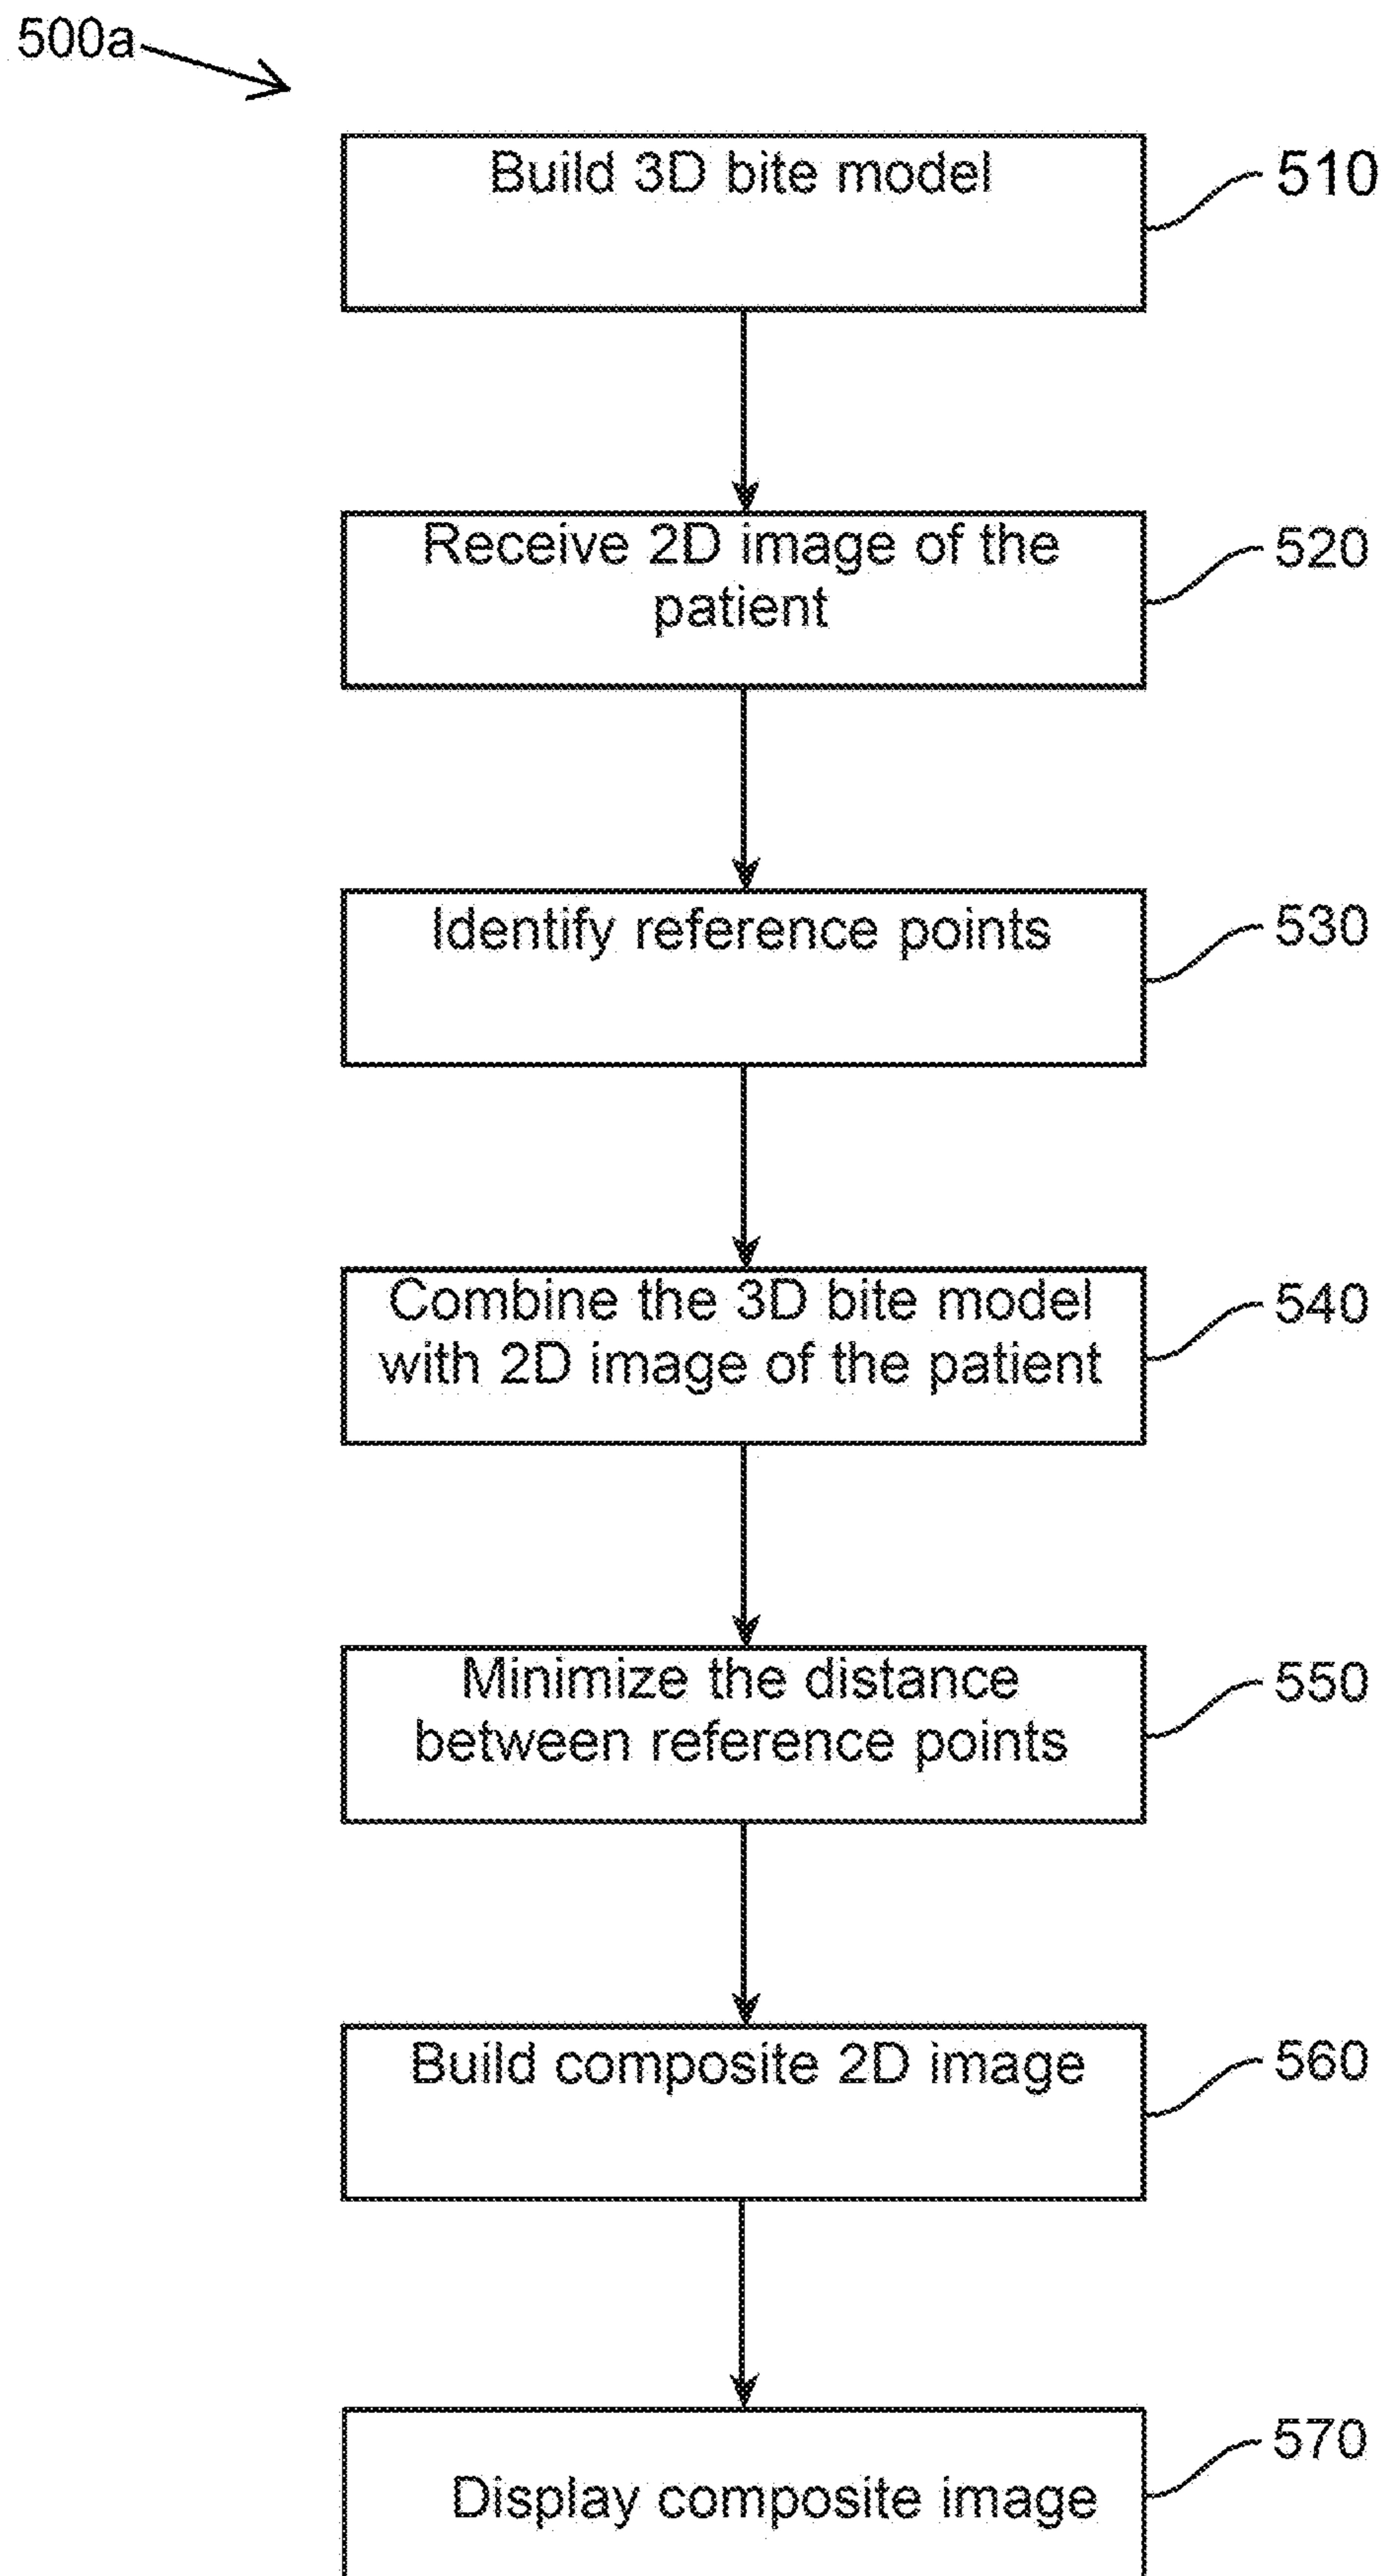 500a
Build 3D bite model
510
Receive 2D image of the
patient
520
Identify reference points
530
Combine the 3D bite model
with 2D image of the patient
540
Minimize the distance
between reference points
550
Build composite 2D image
560
Display composite image
570